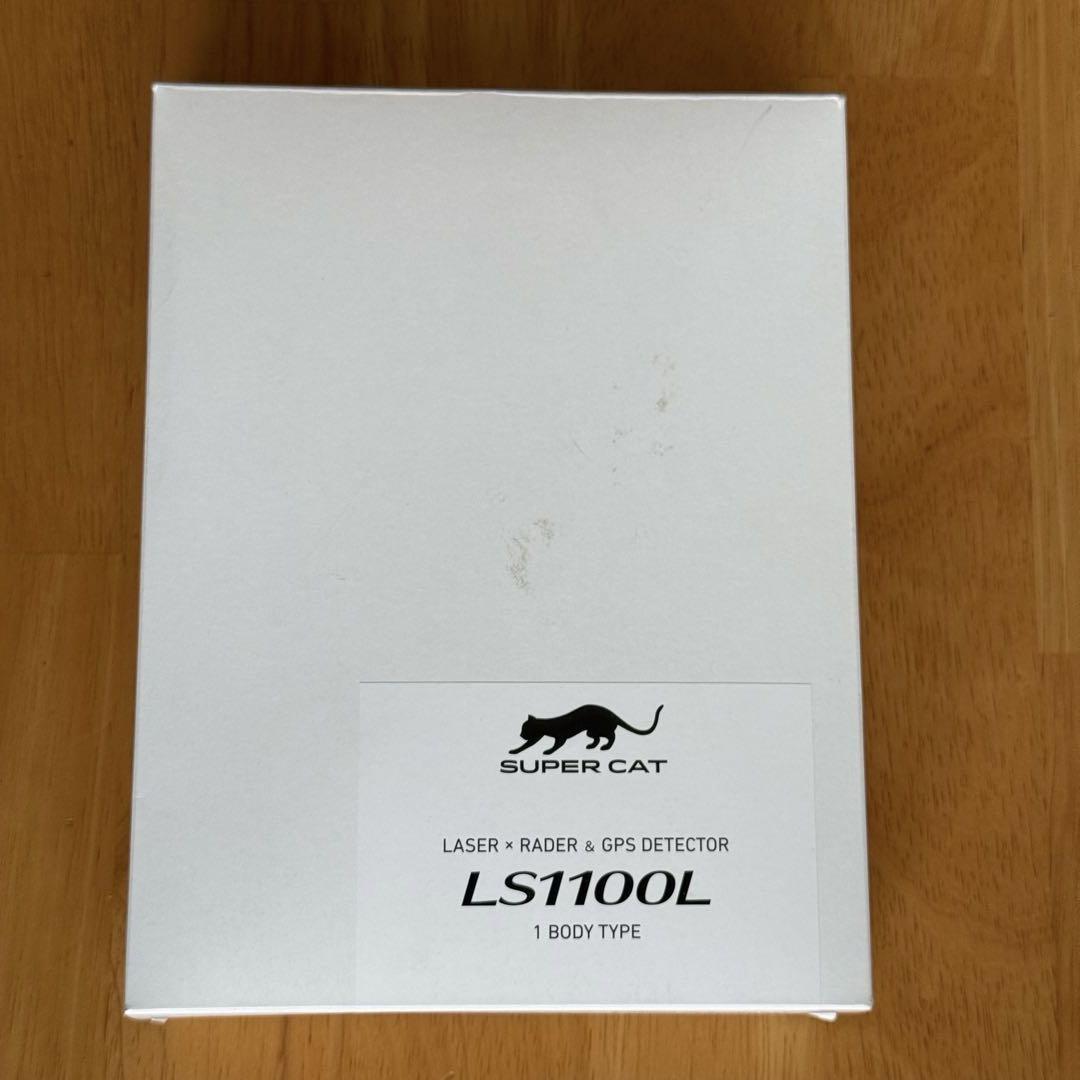 SUPER CAT
LASER × RADER & GPS DETECTOR
LS1100L
1 BODY TYPE